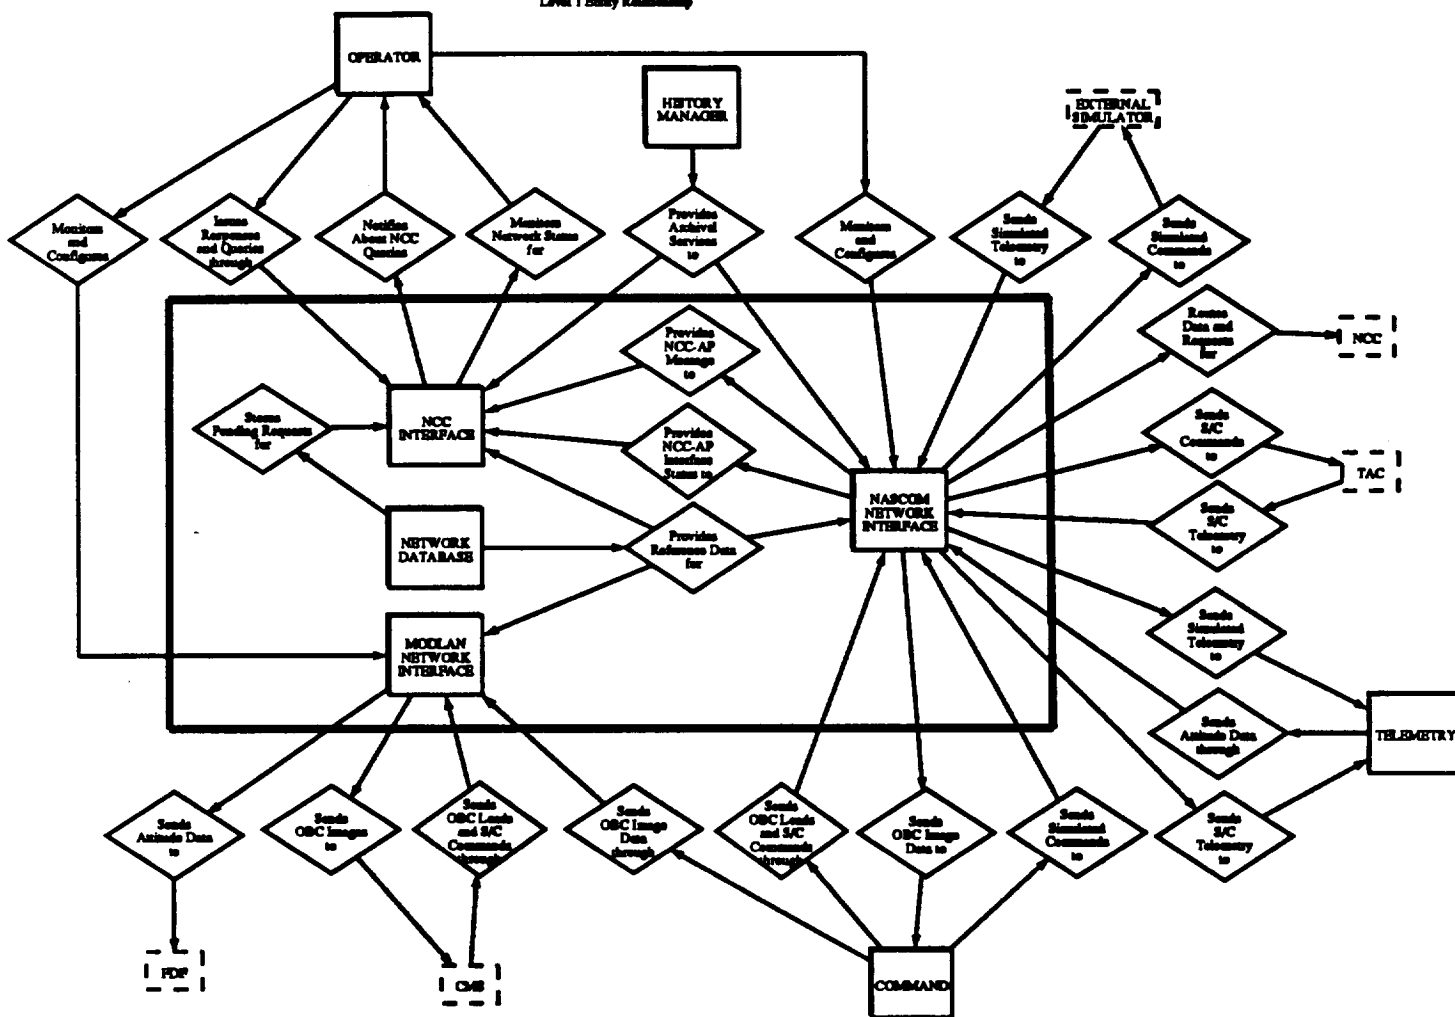 Level 1 Entity Relationship
OPERATOR
HISTORY
MANAGER
EXTERNAL
SIMULATOR
Monitors
and
Configures
Issues
Responses
and Queries
through
Notifies
About NCC
Queries
Monitors
Network Status
for
Provides
Archival
Services
to
Monitors
and
Configures
Sends
Simulated
Telemetry
to
Sends
Simulated
Commands
to
Provides
NCC-AP
Message
to
Routes
Data and
Requests
for
NCC
Stores
Pending Requests
for
NCC
INTERFACE
Provides
NCC-AP
Interface
Status to
Sends
S/C
Commands
to
TAC
NASCOM
NETWORK
INTERFACE
Sends
S/C
Telemetry
to
NETWORK
DATABASE
Provides
Reference Data
for
MODLAN
NETWORK
INTERFACE
Sends
Simulated
Telemetry
to
Sends
Attitude Data
through
TELEMETRY
Sends
Attitude Data
to
Sends
OBC Images
to
Sends
OBC Loads
and S/C
Commands
through
Sends
OBC Image
Data
through
Sends
OBC Loads
and S/C
Commands
through
Sends
OBC Image
Data to
Sends
Simulated
Commands
to
Sends
S/C
Telemetry
to
FDF
CMS
COMMAND